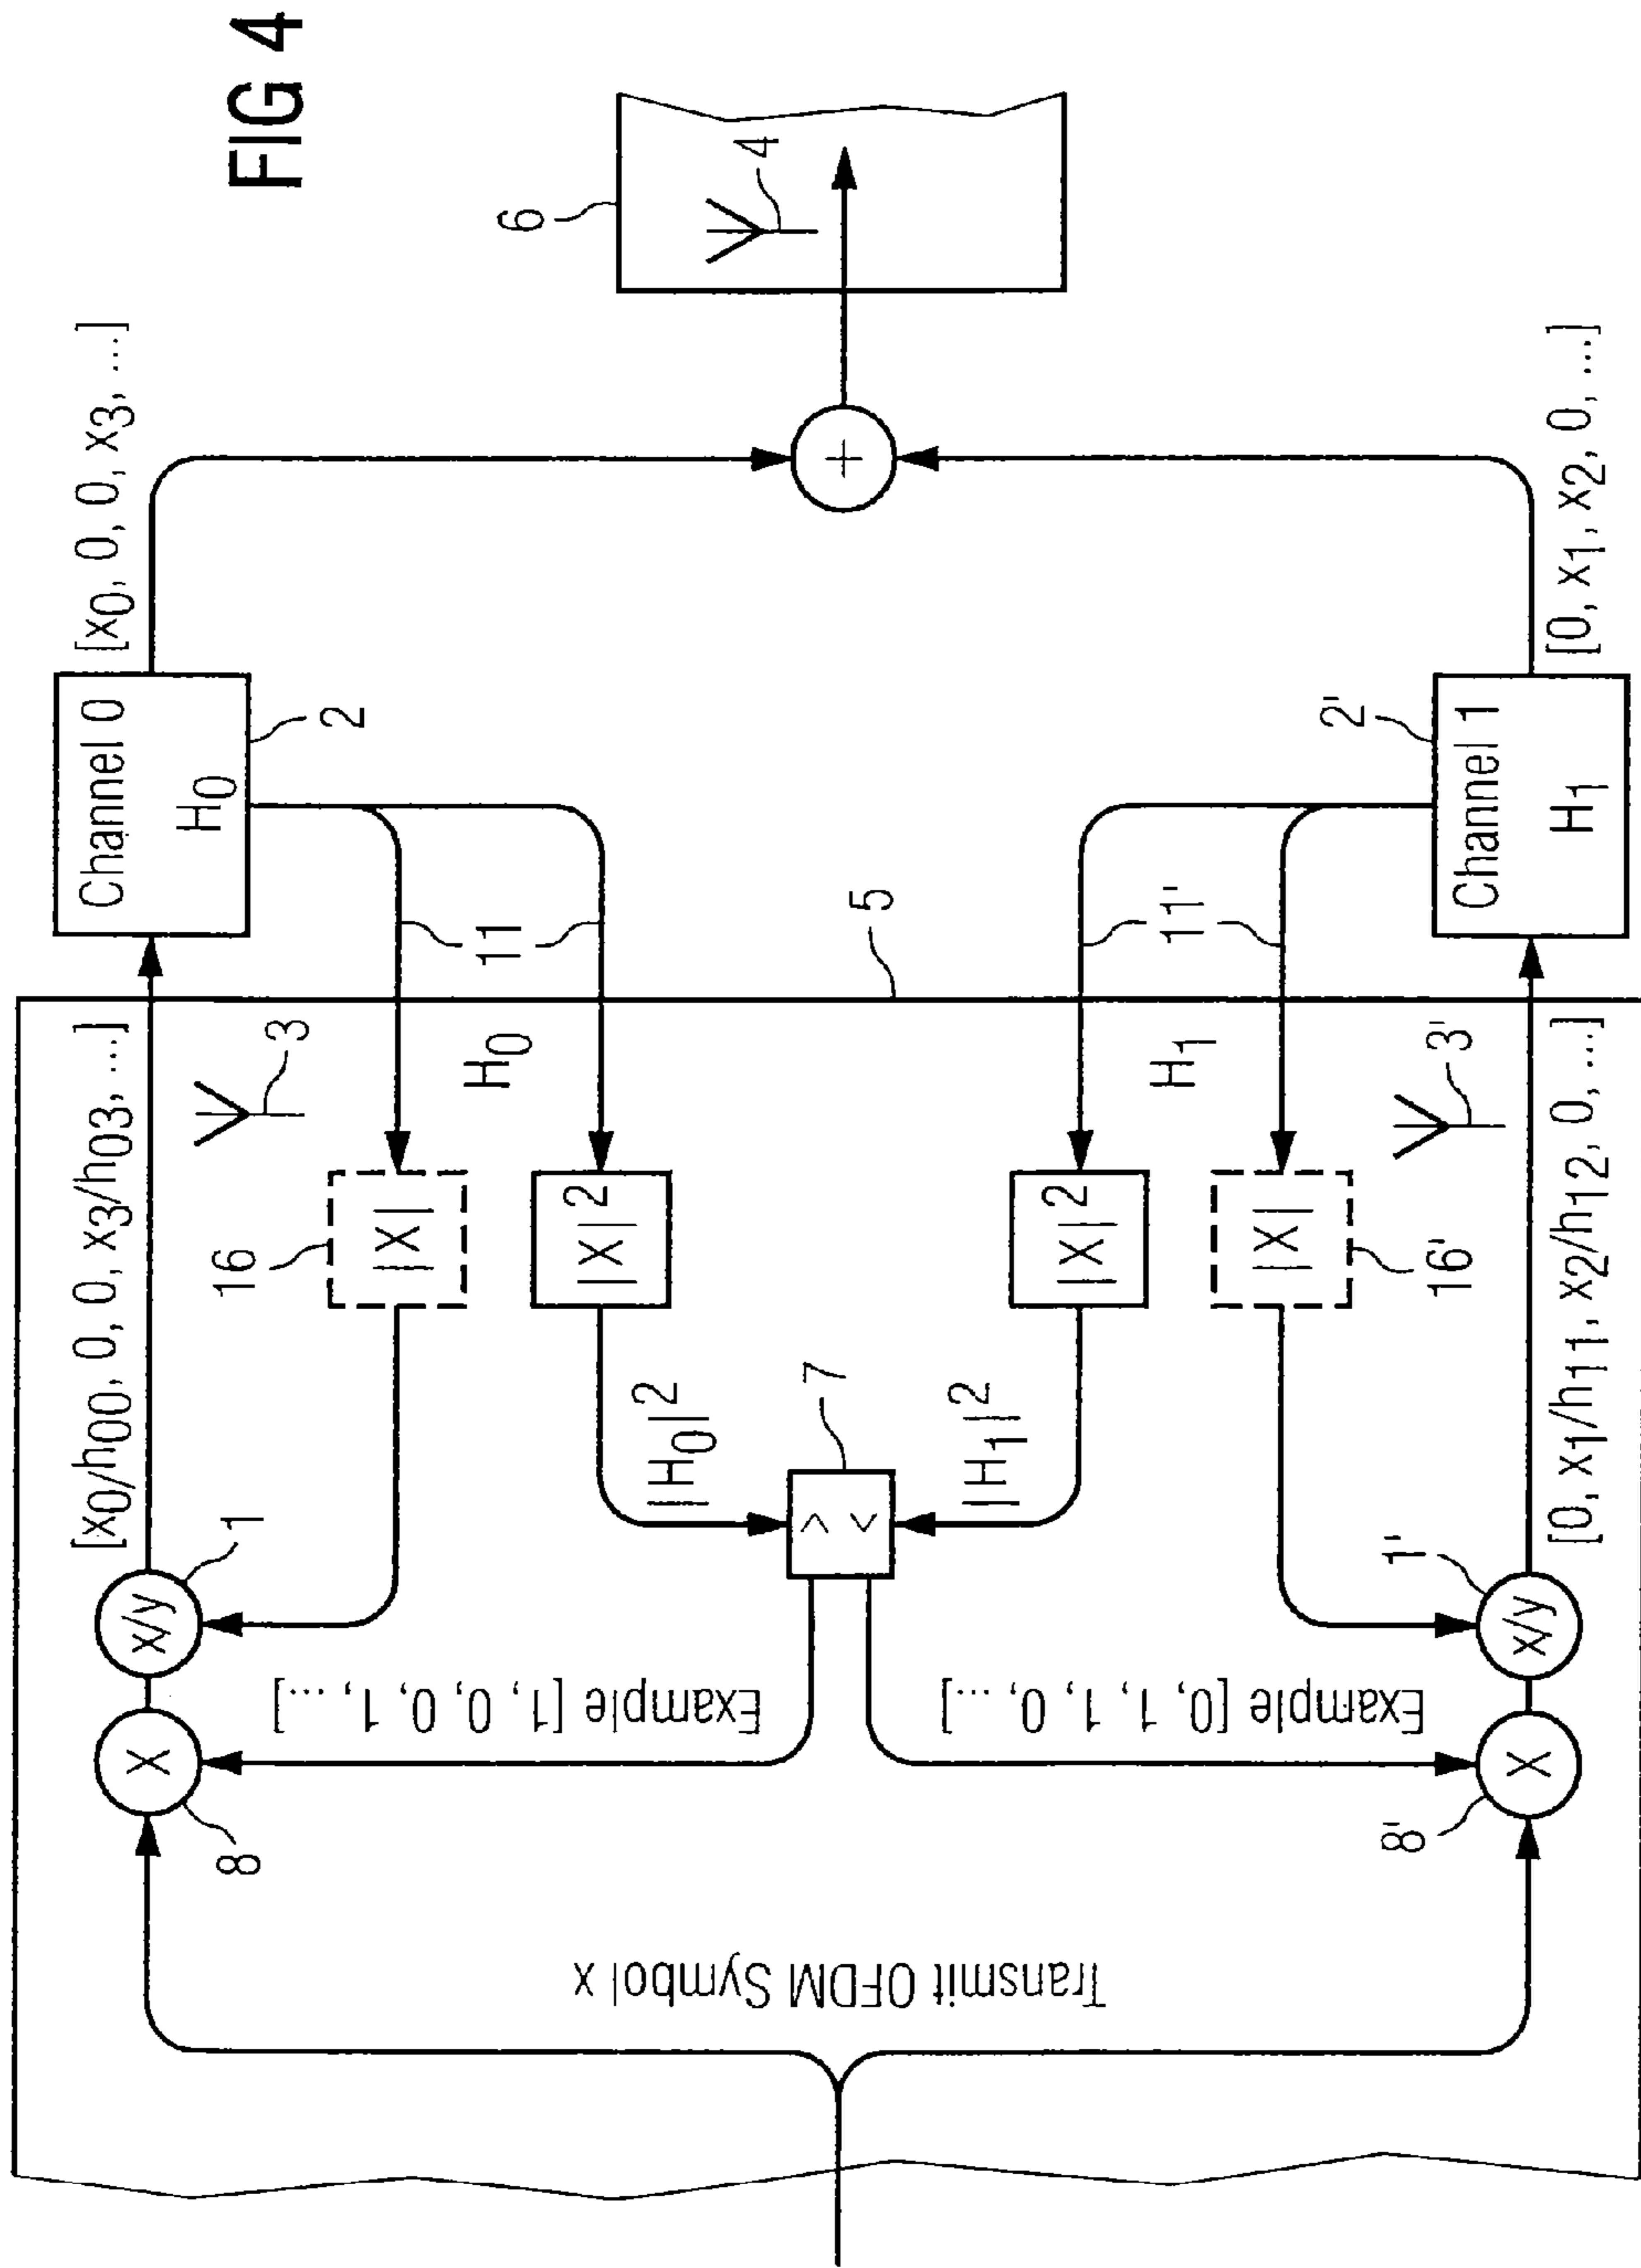 FIG 4
[x0/h00, 0, 0, x3/h03, ...]
Channel 0
H0
[x0, 0, 0, x3, ...]
2
8
X
x/y
1
3
16
|X|
11
H0
|X|2
|H0|2
Example [1, 0, 0, 1, ...]
Transmit OFDM Symbol x
7
>
<
5
+
6
4
Example [0, 1, 1, 0, ...]
|H1|2
|X|2
H1
11'
|X|
16'
3'
8'
X
x/y
1'
[0, x1/h11, x2/h12, 0, ...]
2'
Channel 1
H1
[0, x1, x2, 0, ...]